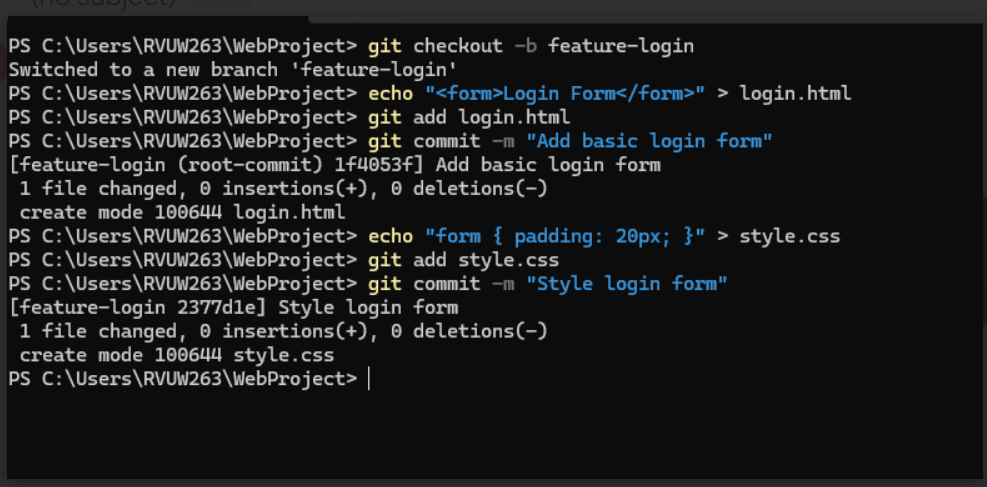 (no subject)
PS C:\Users\RVUW263\WebProject> git checkout -b feature-login
Switched to a new branch 'feature-login'
PS C:\Users\RVUW263\WebProject> echo "<form>Login Form</form>" > login.html
PS C:\Users\RVUW263\WebProject> git add login.html
PS C:\Users\RVUW263\WebProject> git commit -m "Add basic login form"
[feature-login (root-commit) 1f4053f] Add basic login form
 1 file changed, 0 insertions(+), 0 deletions(-)
 create mode 100644 login.html
PS C:\Users\RVUW263\WebProject> echo "form { padding: 20px; }" > style.css
PS C:\Users\RVUW263\WebProject> git add style.css
PS C:\Users\RVUW263\WebProject> git commit -m "Style login form"
[feature-login 2377d1e] Style login form
 1 file changed, 0 insertions(+), 0 deletions(-)
 create mode 100644 style.css
PS C:\Users\RVUW263\WebProject>